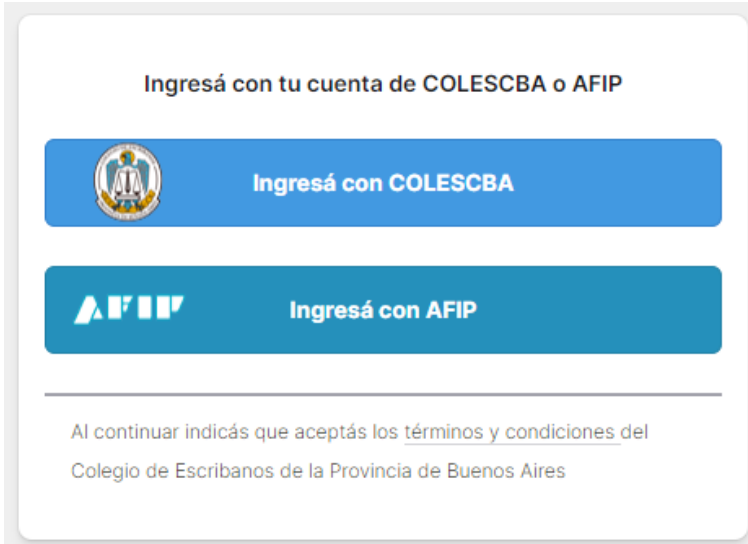 Ingresá con tu cuenta de COLESCBA o AFIP
Ingresá con COLESCBA
AFIP
Ingresá con AFIP
Al continuar indicás que aceptás los términos y condiciones del
Colegio de Escribanos de la Provincia de Buenos Aires